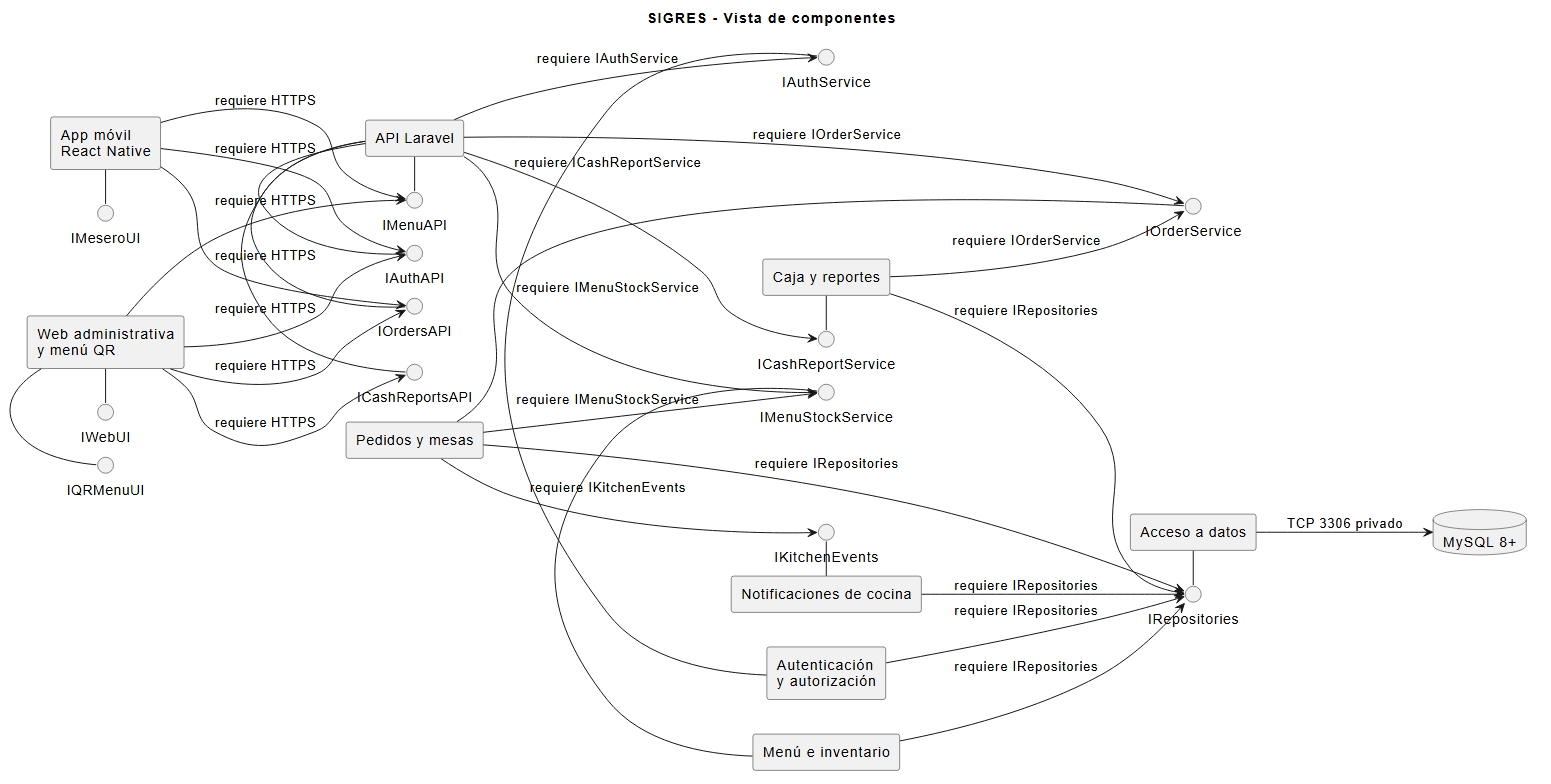 SIGRES - Vista de componentes
requiere IAuthService
IAuthService
requiere HTTPS
App móvil
React Native
API Laravel
requiere IOrderService
requiere HTTPS
requiere ICashReportService
requiere HTTPS
IMeseroUI
IMenuAPI
IOrderService
requiere IOrderService
requiere HTTPS
IAuthAPI
Caja y reportes
requiere IMenuStockService
requiere HTTPS
requiere IRepositories
Web administrativa
y menú QR
IOrdersAPI
requiere HTTPS
ICashReportService
ICashReportsAPI
requiere IMenuStockService
IMenuStockService
requiere HTTPS
IWebUI
Pedidos y mesas
requiere IRepositories
IQRMenuUI
requiere IKitchenEvents
IKitchenEvents
Acceso a datos
TCP 3306 privado
MySQL 8+
Notificaciones de cocina
requiere IRepositories
requiere IRepositories
IRepositories
Autenticación
y autorización
requiere IRepositories
Menú e inventario